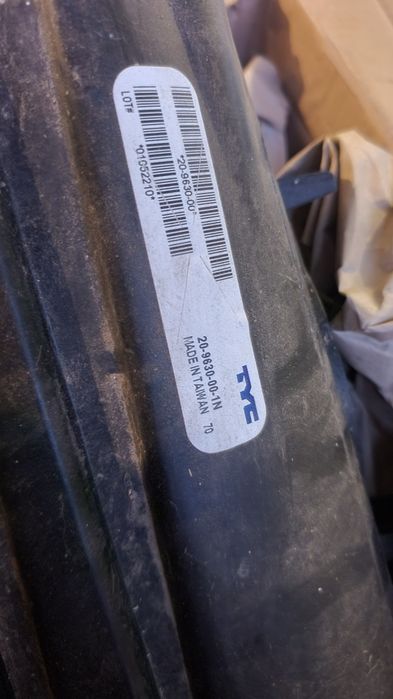 LOT#
*20-9630-00*
*01052210*
TYC
20-9630-00-1N
MADE IN TAIWAN 70